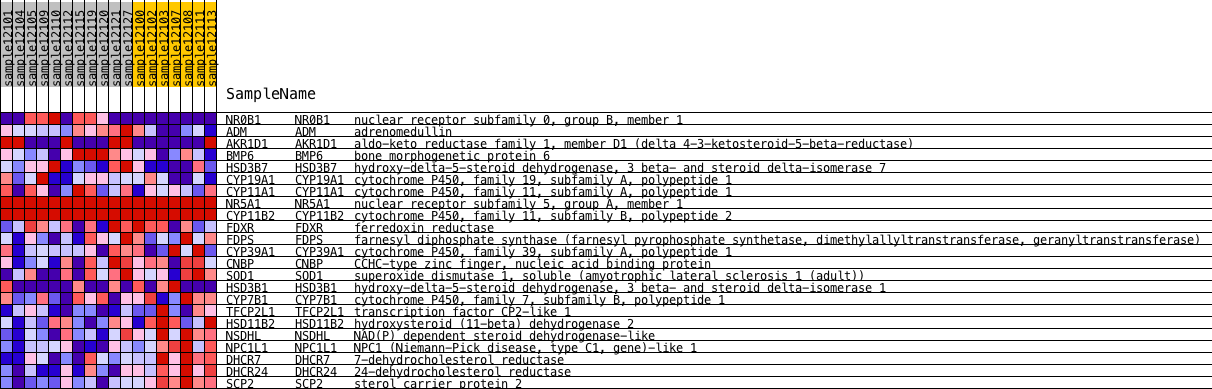 sample12101
sample12104
sample12105
sample12109
sample12110
sample12112
sample12115
sample12119
sample12120
sample12121
sample12127
sample12100
sample12102
sample12103
sample12107
sample12108
sample12111
sample12113
SampleName
NR0B1 NR0B1 nuclear receptor subfamily 0, group B, member 1
ADM ADM adrenomedullin
AKR1D1 AKR1D1 aldo-keto reductase family 1, member D1 (delta 4-3-ketosteroid-5-beta-reductase)
BMP6 BMP6 bone morphogenetic protein 6
HSD3B7 HSD3B7 hydroxy-delta-5-steroid dehydrogenase, 3 beta- and steroid delta-isomerase 7
CYP19A1 CYP19A1 cytochrome P450, family 19, subfamily A, polypeptide 1
CYP11A1 CYP11A1 cytochrome P450, family 11, subfamily A, polypeptide 1
NR5A1 NR5A1 nuclear receptor subfamily 5, group A, member 1
CYP11B2 CYP11B2 cytochrome P450, family 11, subfamily B, polypeptide 2
FDXR FDXR ferredoxin reductase
FDPS FDPS farnesyl diphosphate synthase (farnesyl pyrophosphate synthetase, dimethylallyltranstransferase, geranyltranstransferase)
CYP39A1 CYP39A1 cytochrome P450, family 39, subfamily A, polypeptide 1
CNBP CNBP CCHC-type zinc finger, nucleic acid binding protein
SOD1 SOD1 superoxide dismutase 1, soluble (amyotrophic lateral sclerosis 1 (adult))
HSD3B1 HSD3B1 hydroxy-delta-5-steroid dehydrogenase, 3 beta- and steroid delta-isomerase 1
CYP7B1 CYP7B1 cytochrome P450, family 7, subfamily B, polypeptide 1
TFCP2L1 TFCP2L1 transcription factor CP2-like 1
HSD11B2 HSD11B2 hydroxysteroid (11-beta) dehydrogenase 2
NSDHL NSDHL NAD(P) dependent steroid dehydrogenase-like
NPC1L1 NPC1L1 NPC1 (Niemann-Pick disease, type C1, gene)-like 1
DHCR7 DHCR7 7-dehydrocholesterol reductase
DHCR24 DHCR24 24-dehydrocholesterol reductase
SCP2 SCP2 sterol carrier protein 2